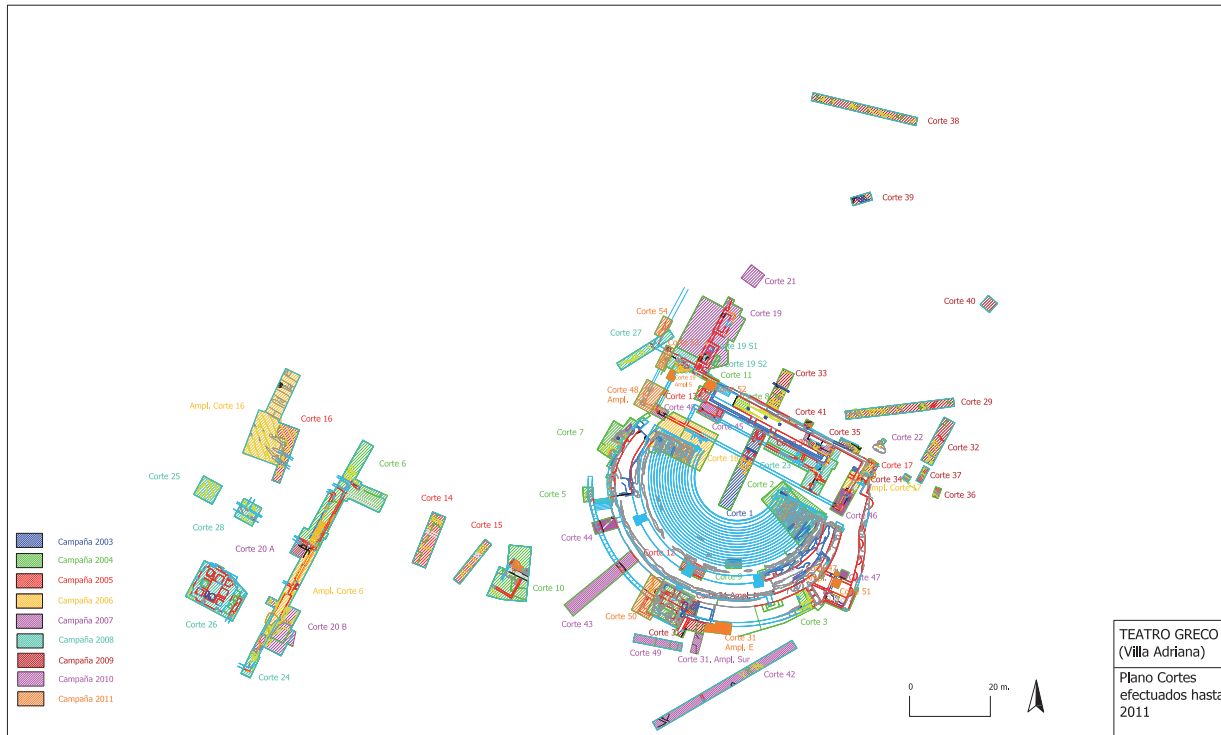 Corte 38
Corte 39
Corte 21
Corte 40
Corte 54
Corte 19
Corte 27
Corte 19 S2
Corte 11
Corte 33
Corte 48
Ampl.
Corte 29
Ampl. Corte 16
Corte 16
Corte 41
Corte 35
Corte 7
Corte 45
Corte 22
Corte 32
Corte 6
Corte 23
Corte 17
Corte 25
Corte 2
Corte 34
Corte 37
Corte 5
Corte 14
Corte 1
Corte 36
Corte 46
Corte 28
Corte 15
Corte 44
Corte 20 A
Corte 12
Corte 9
Corte 47
Corte 10
Ampl. Corte 6
Corte 51
Corte 26
Corte 43
Corte 50
Corte 3
Corte 20 B
Corte 31
Ampl. E
Corte 49
Corte 31, Ampl. Sur
Corte 24
Corte 42
Campaña 2003
Campaña 2004
Campaña 2005
Campaña 2006
Campaña 2007
Campaña 2008
Campaña 2009
Campaña 2010
Campaña 2011
0 20 m.
TEATRO GRECO
(Villa Adriana)
Plano Cortes
efectuados hasta
2011